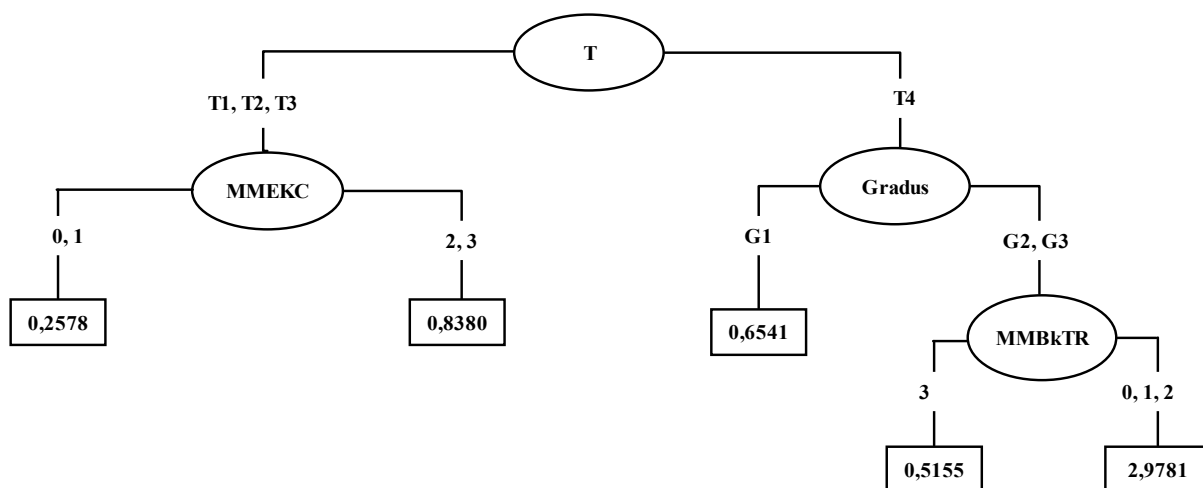 T
T1, T2, T3
T4
MMEKC
Gradus
0, 1
2, 3
G1
G2, G3
0,2578
0,8380
0,6541
MMBkTR
3
0, 1, 2
0,5155
2,9781